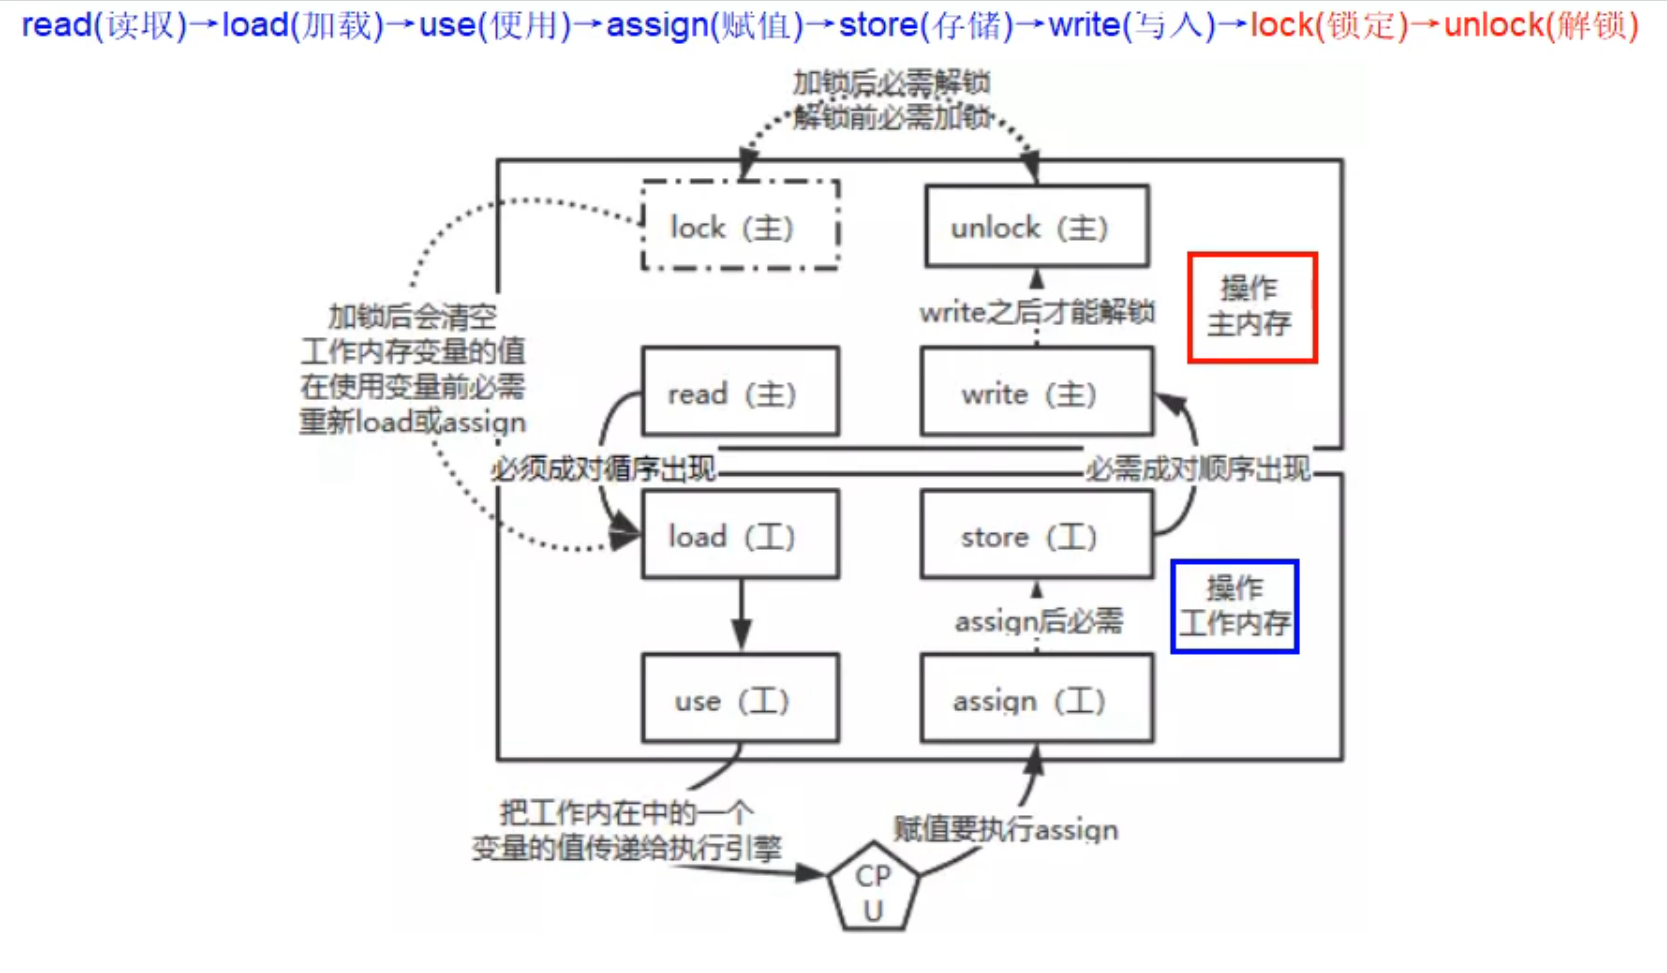 read(读取)→load(加载)→use(使用)→assign(赋值)→store(存储)→write(写入)→lock(锁定)→unlock(解锁)
加锁后必需解锁
解锁前必需加锁
lock（主）
unlock（主）
操作
主内存
write之后才能解锁
加锁后会清空
工作内存变量的值
在使用变量前必需
重新load或assign
read（主）
write（主）
必须成对循序出现
必需成对顺序出现
load（工）
store（工）
操作
工作内存
assign后必需
use（工）
assign（工）
把工作内在中的一个
变量的值传递给执行引擎
赋值要执行assign
CP
U